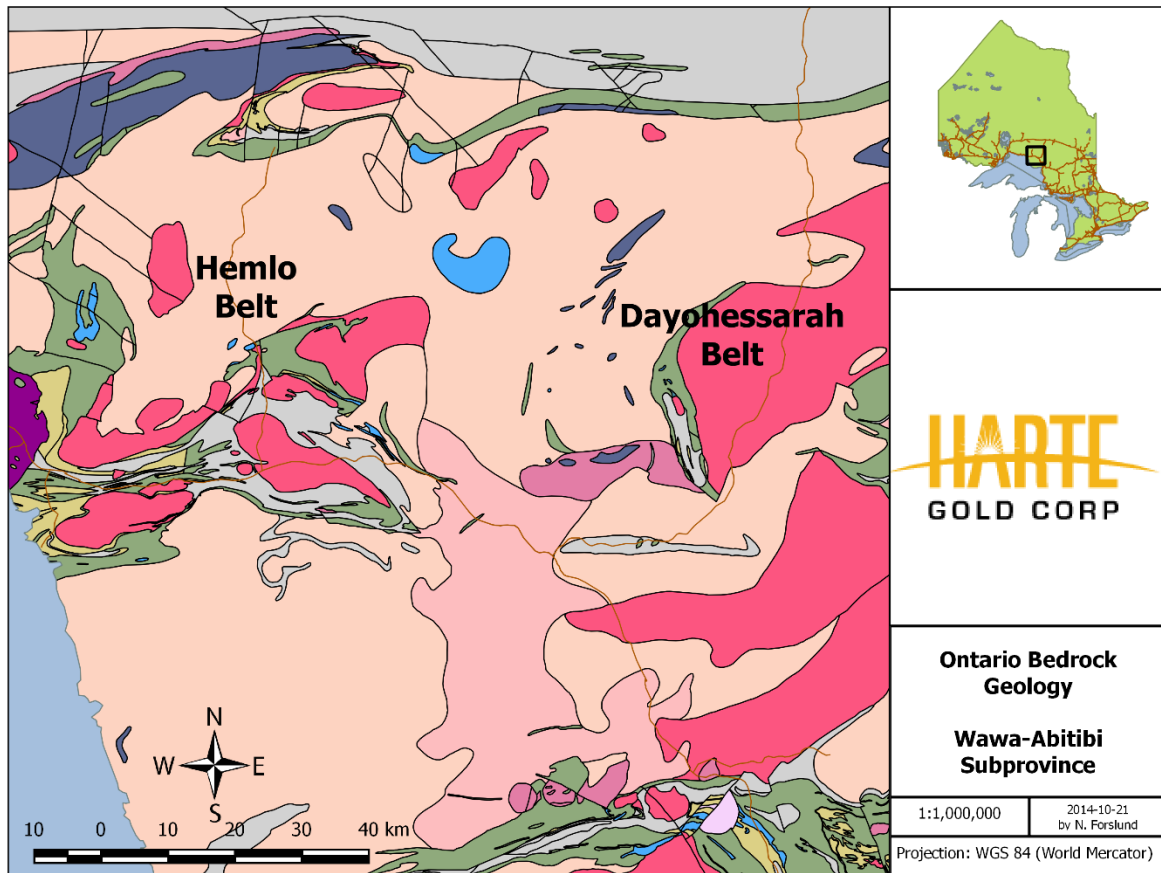 Hemlo
Belt
Dayohessarah
Belt
N
W E
S
10 0 10 20 30 40 km
HARTE
GOLD CORP
Ontario Bedrock
Geology
Wawa-Abitibi
Subprovince
1:1,000,000
2014-10-21
by N. Forslund
Projection: WGS 84 (World Mercator)